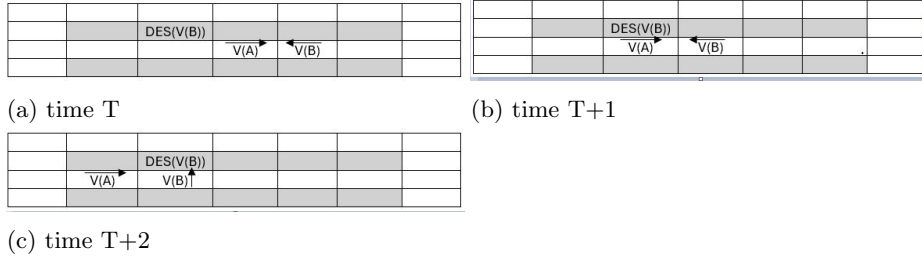 DES(V(B))
V(A) V(B)
(a) time T
DES(V(B))
V(A) V(B)
(b) time T+1
DES(V(B))
V(A) V(B)
(c) time T+2